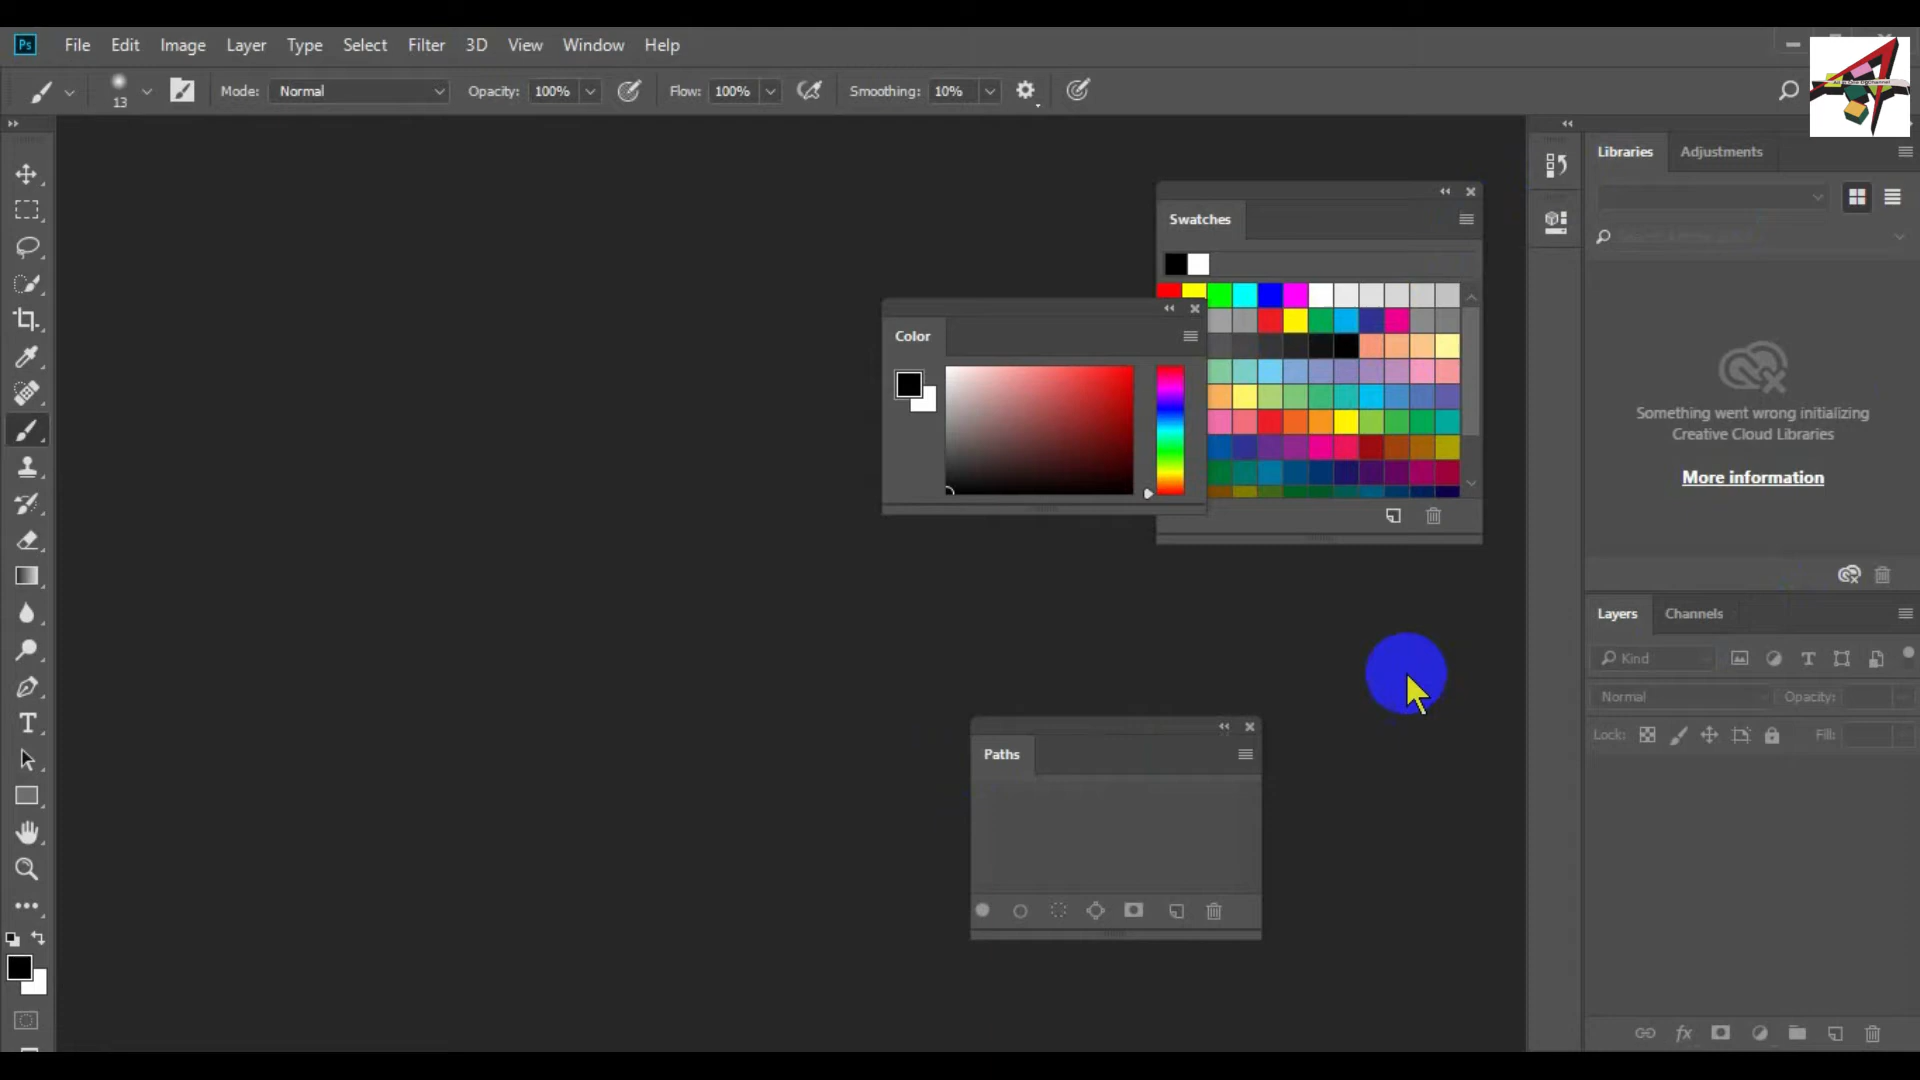 Ps File Edit Image Layer Type Select Filter 3D View Window Help
13 Mode: Normal Opacity: 100% Flow: 100% Smoothing: 10%
Libraries Adjustments
Swatches
Color
Something went wrong initializing
Creative Cloud Libraries
More information
Layers Channels
Kind
Normal Opacity:
Lock: Fill:
Paths